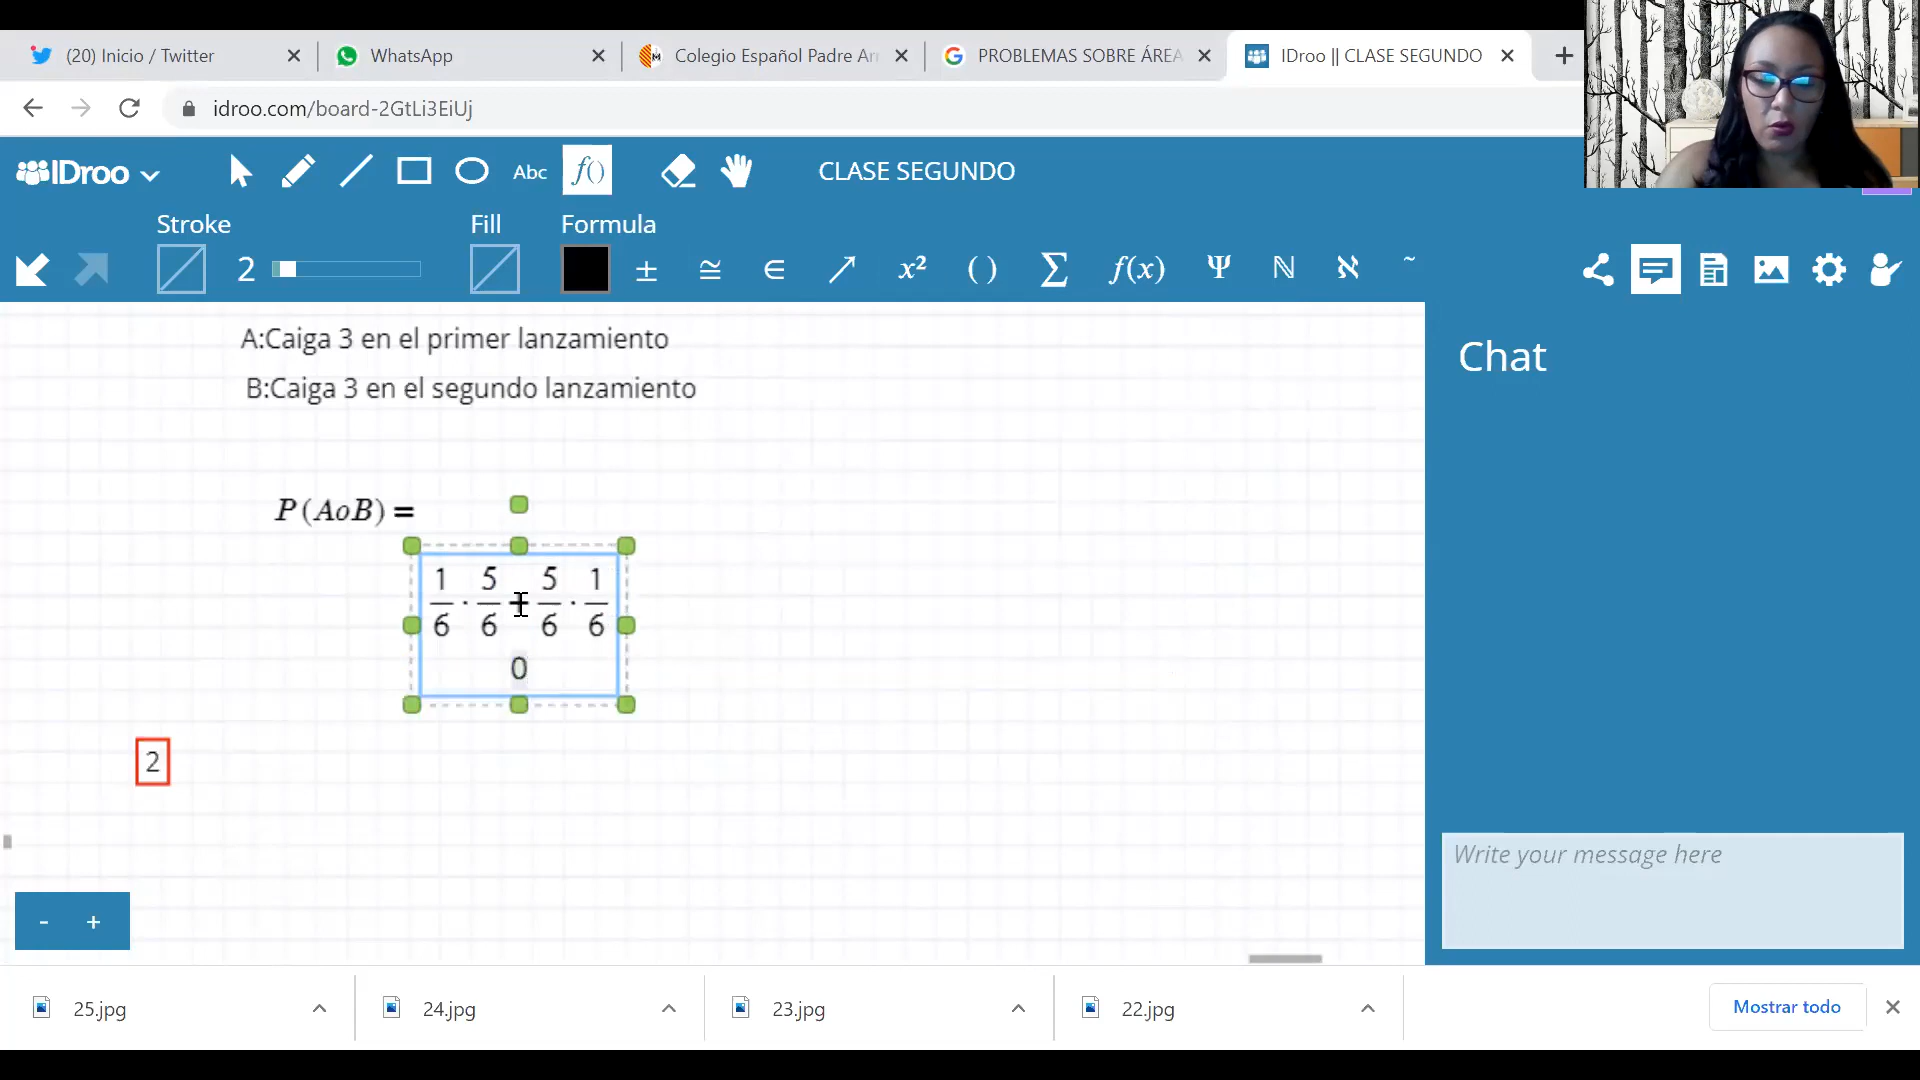 (20) Inicio / Twitter
WhatsApp
Colegio Español Padre Ar
PROBLEMAS SOBRE ÁREA
IDroo || CLASE SEGUNDO
idroo.com/board-2GtLi3EiUj
IDroo
Abc
f()
CLASE SEGUNDO
Stroke
Fill
Formula
2
± ≅ ∈ x² ( ) ∑ f(x) Ψ ℕ ℵ ~
A:Caiga 3 en el primer lanzamiento
B:Caiga 3 en el segundo lanzamiento
P(AoB) =
1/6 · 5/6 + 5/6 · 1/6
0
2
Chat
Write your message here
- +
25.jpg
24.jpg
23.jpg
22.jpg
Mostrar todo